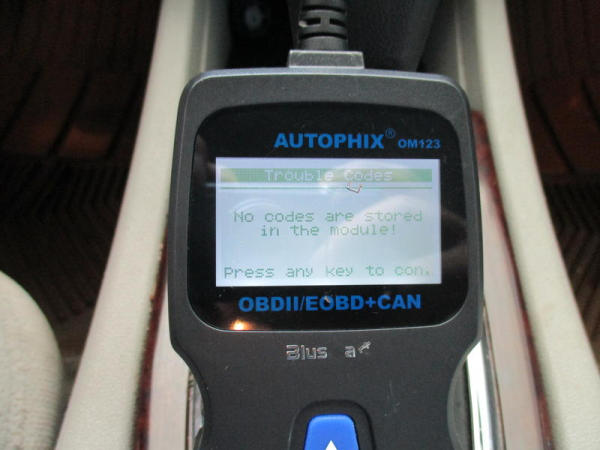 AUTOPHIX® OM123
Trouble Codes
No codes are stored
in the module!
Press any key to con.
OBDII/EOBD+CAN